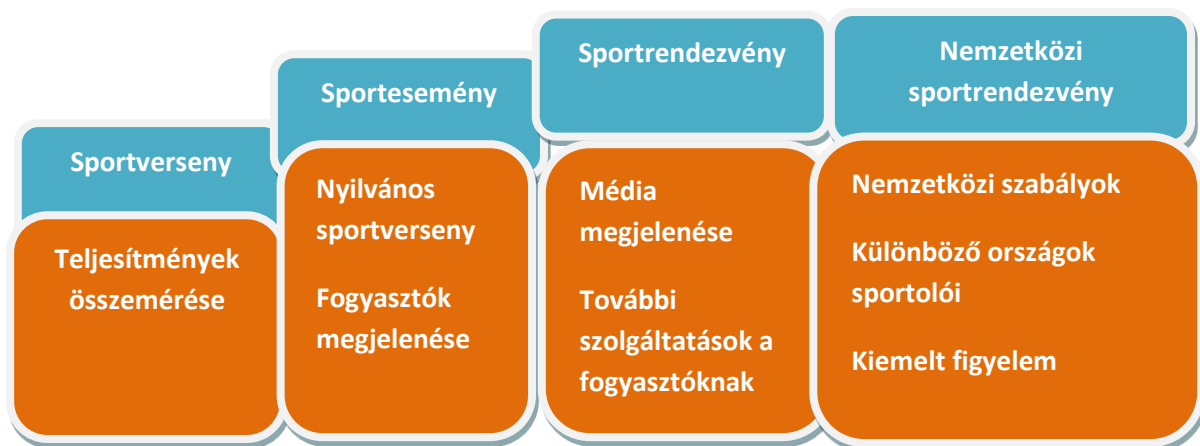 Sportverseny
Teljesítmények
összemérése
Sportesemény
Nyilvános
sportverseny
Fogyasztók
megjelenése
Sportrendezvény
Média
megjelenése
További
szolgáltatások a
fogyasztóknak
Nemzetközi
sportrendezvény
Nemzetközi szabályok
Különböző országok
sportolói
Kiemelt figyelem